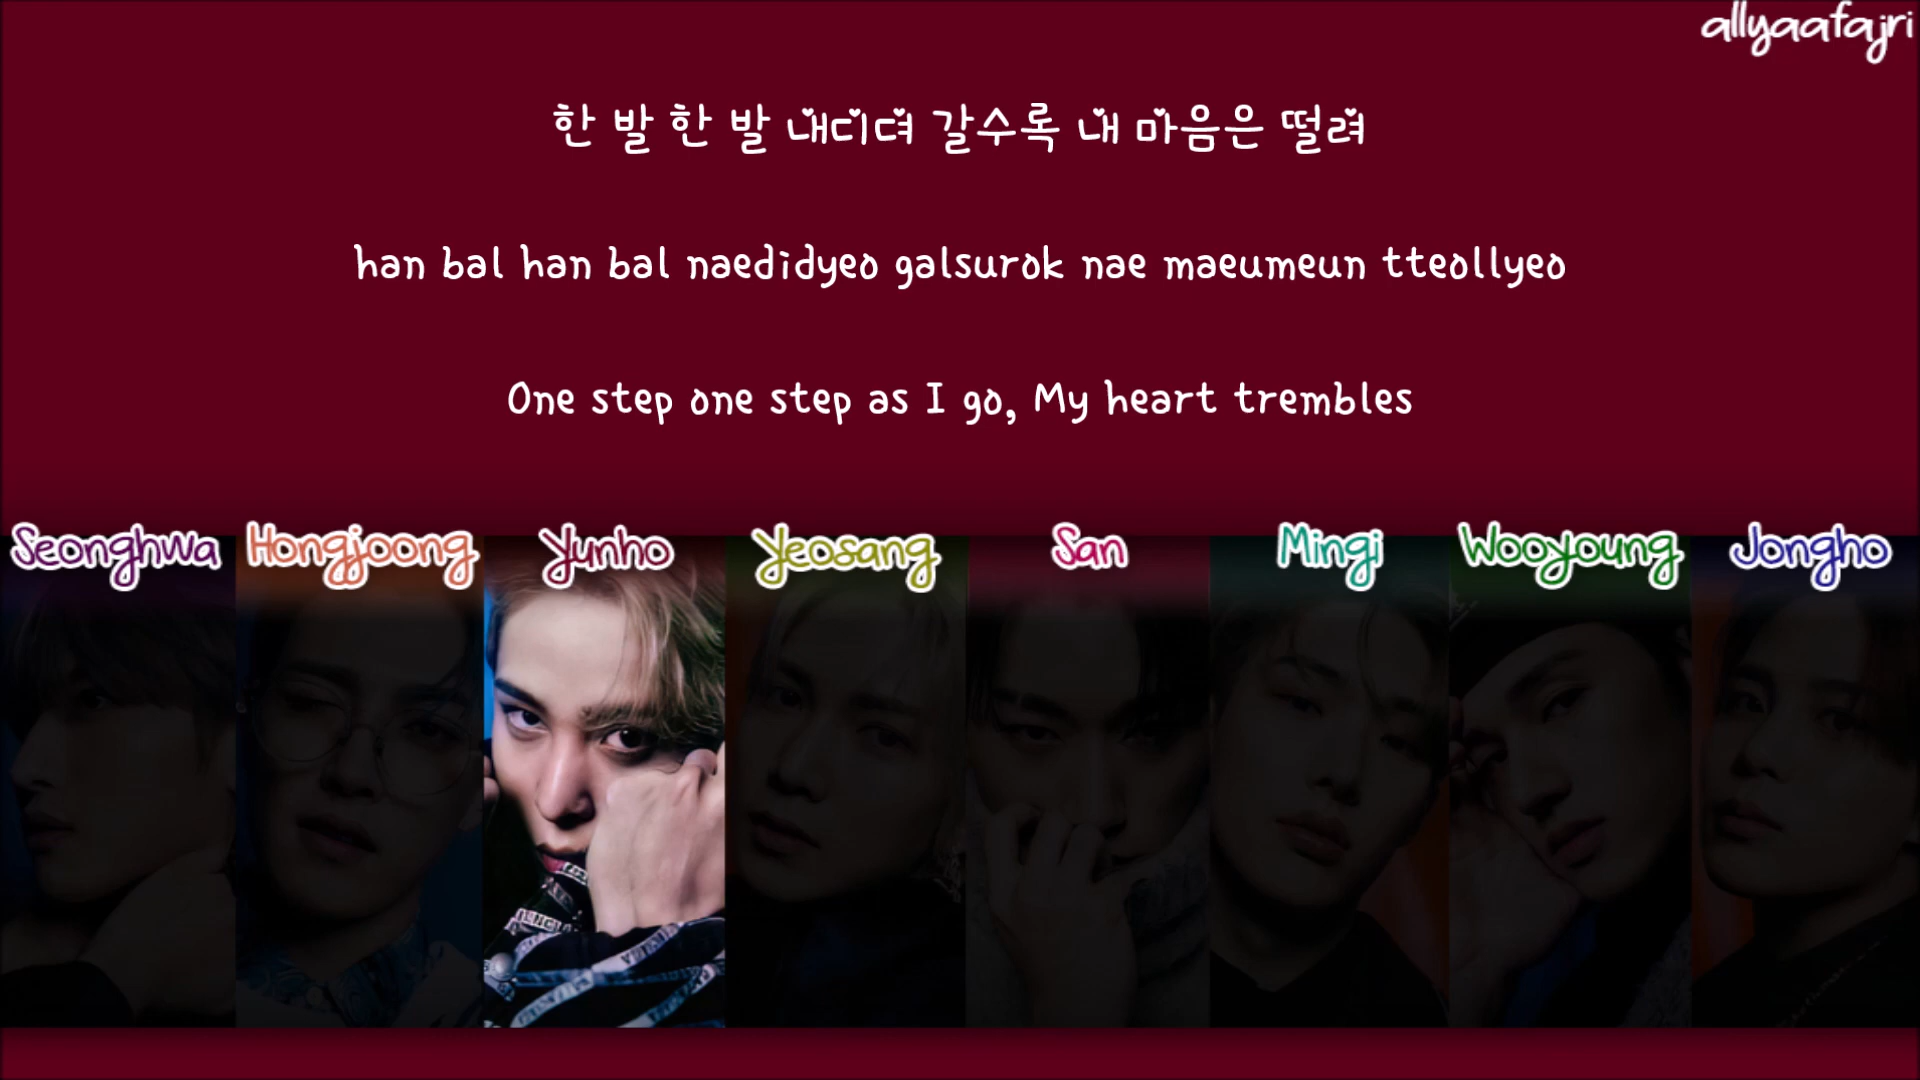 allyaafajri
한 발 한 발 내디뎌 갈수록 내 마음은 떨려
han bal han bal naedidyeo galsurok nae maeumeun tteollyeo
One step one step as I go, My heart trembles
Seonghwa Hongjoong Yunho Yeosang San Mingi Wooyoung Jongho